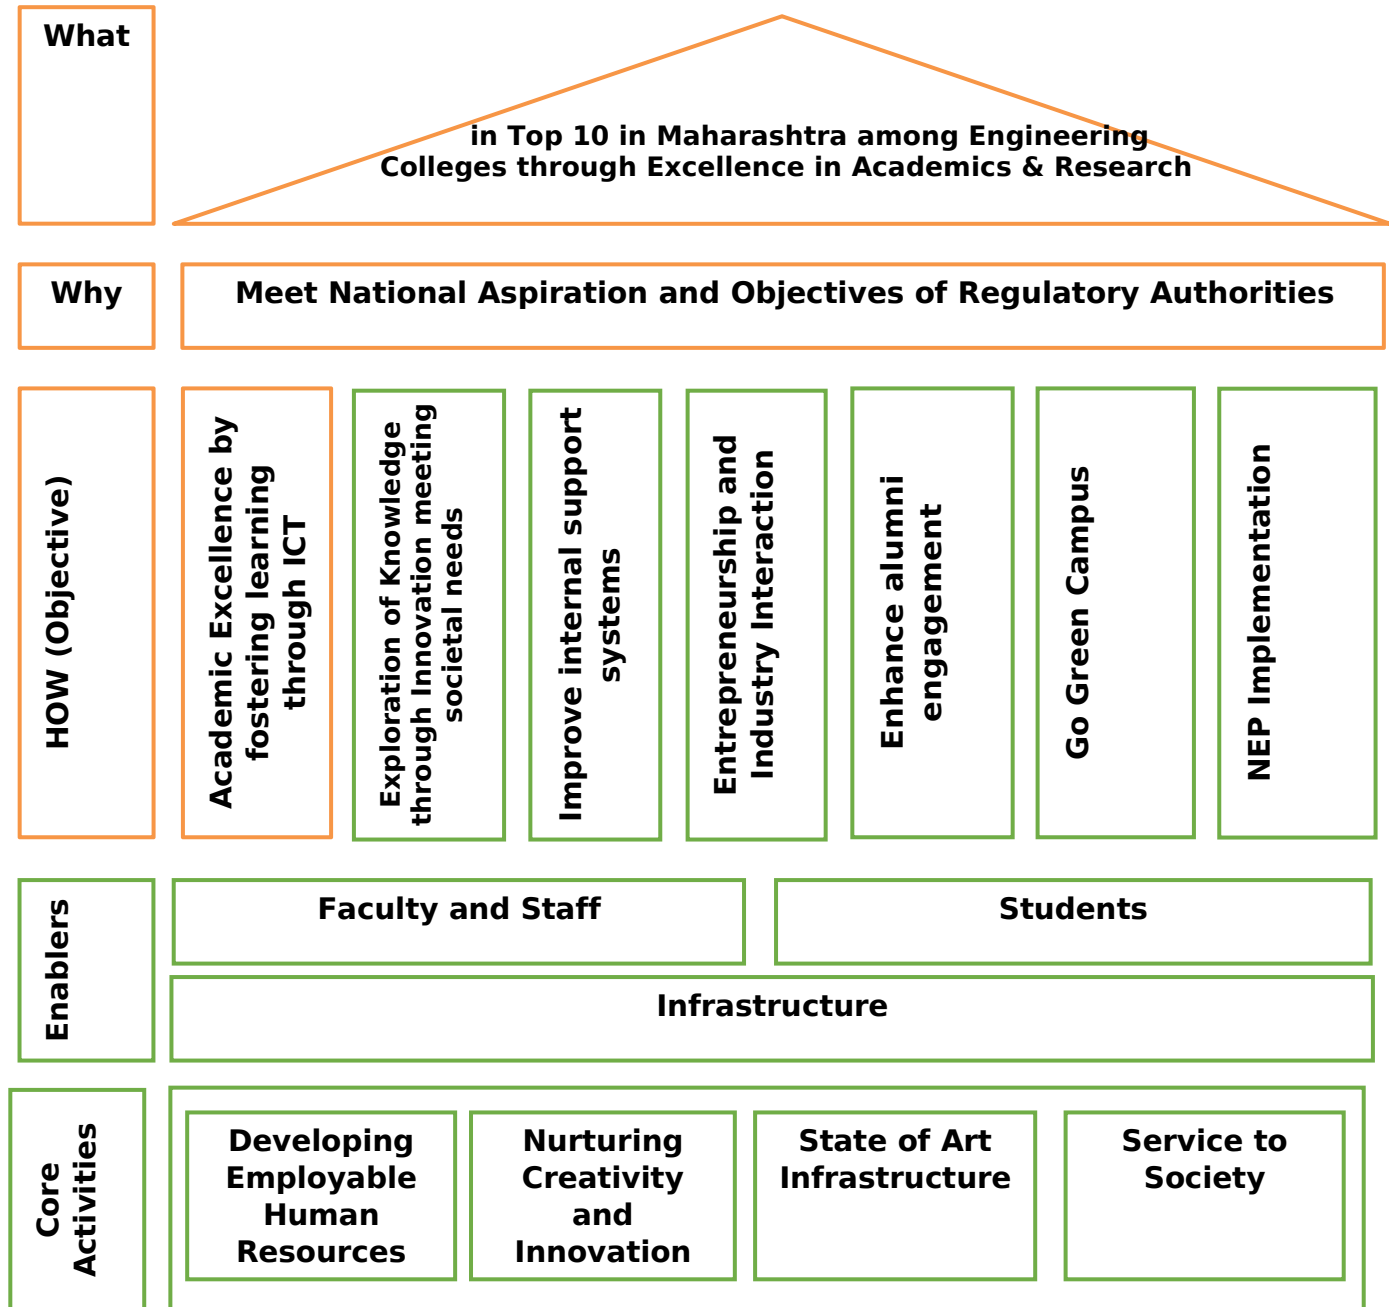 What
in Top 10 in Maharashtra among Engineering
Colleges through Excellence in Academics & Research
Why
Meet National Aspiration and Objectives of Regulatory Authorities
HOW (Objective)
Academic Excellence by
fostering learning
through ICT
Exploration of Knowledge
through Innovation meeting
societal needs
Improve internal support
systems
Entrepreneurship and
Industry Interaction
Enhance alumni
engagement
Go Green Campus
NEP Implementation
Enablers
Faculty and Staff
Students
Infrastructure
Core
Activities
Developing
Employable
Human
Resources
Nurturing
Creativity
and
Innovation
State of Art
Infrastructure
Service to
Society